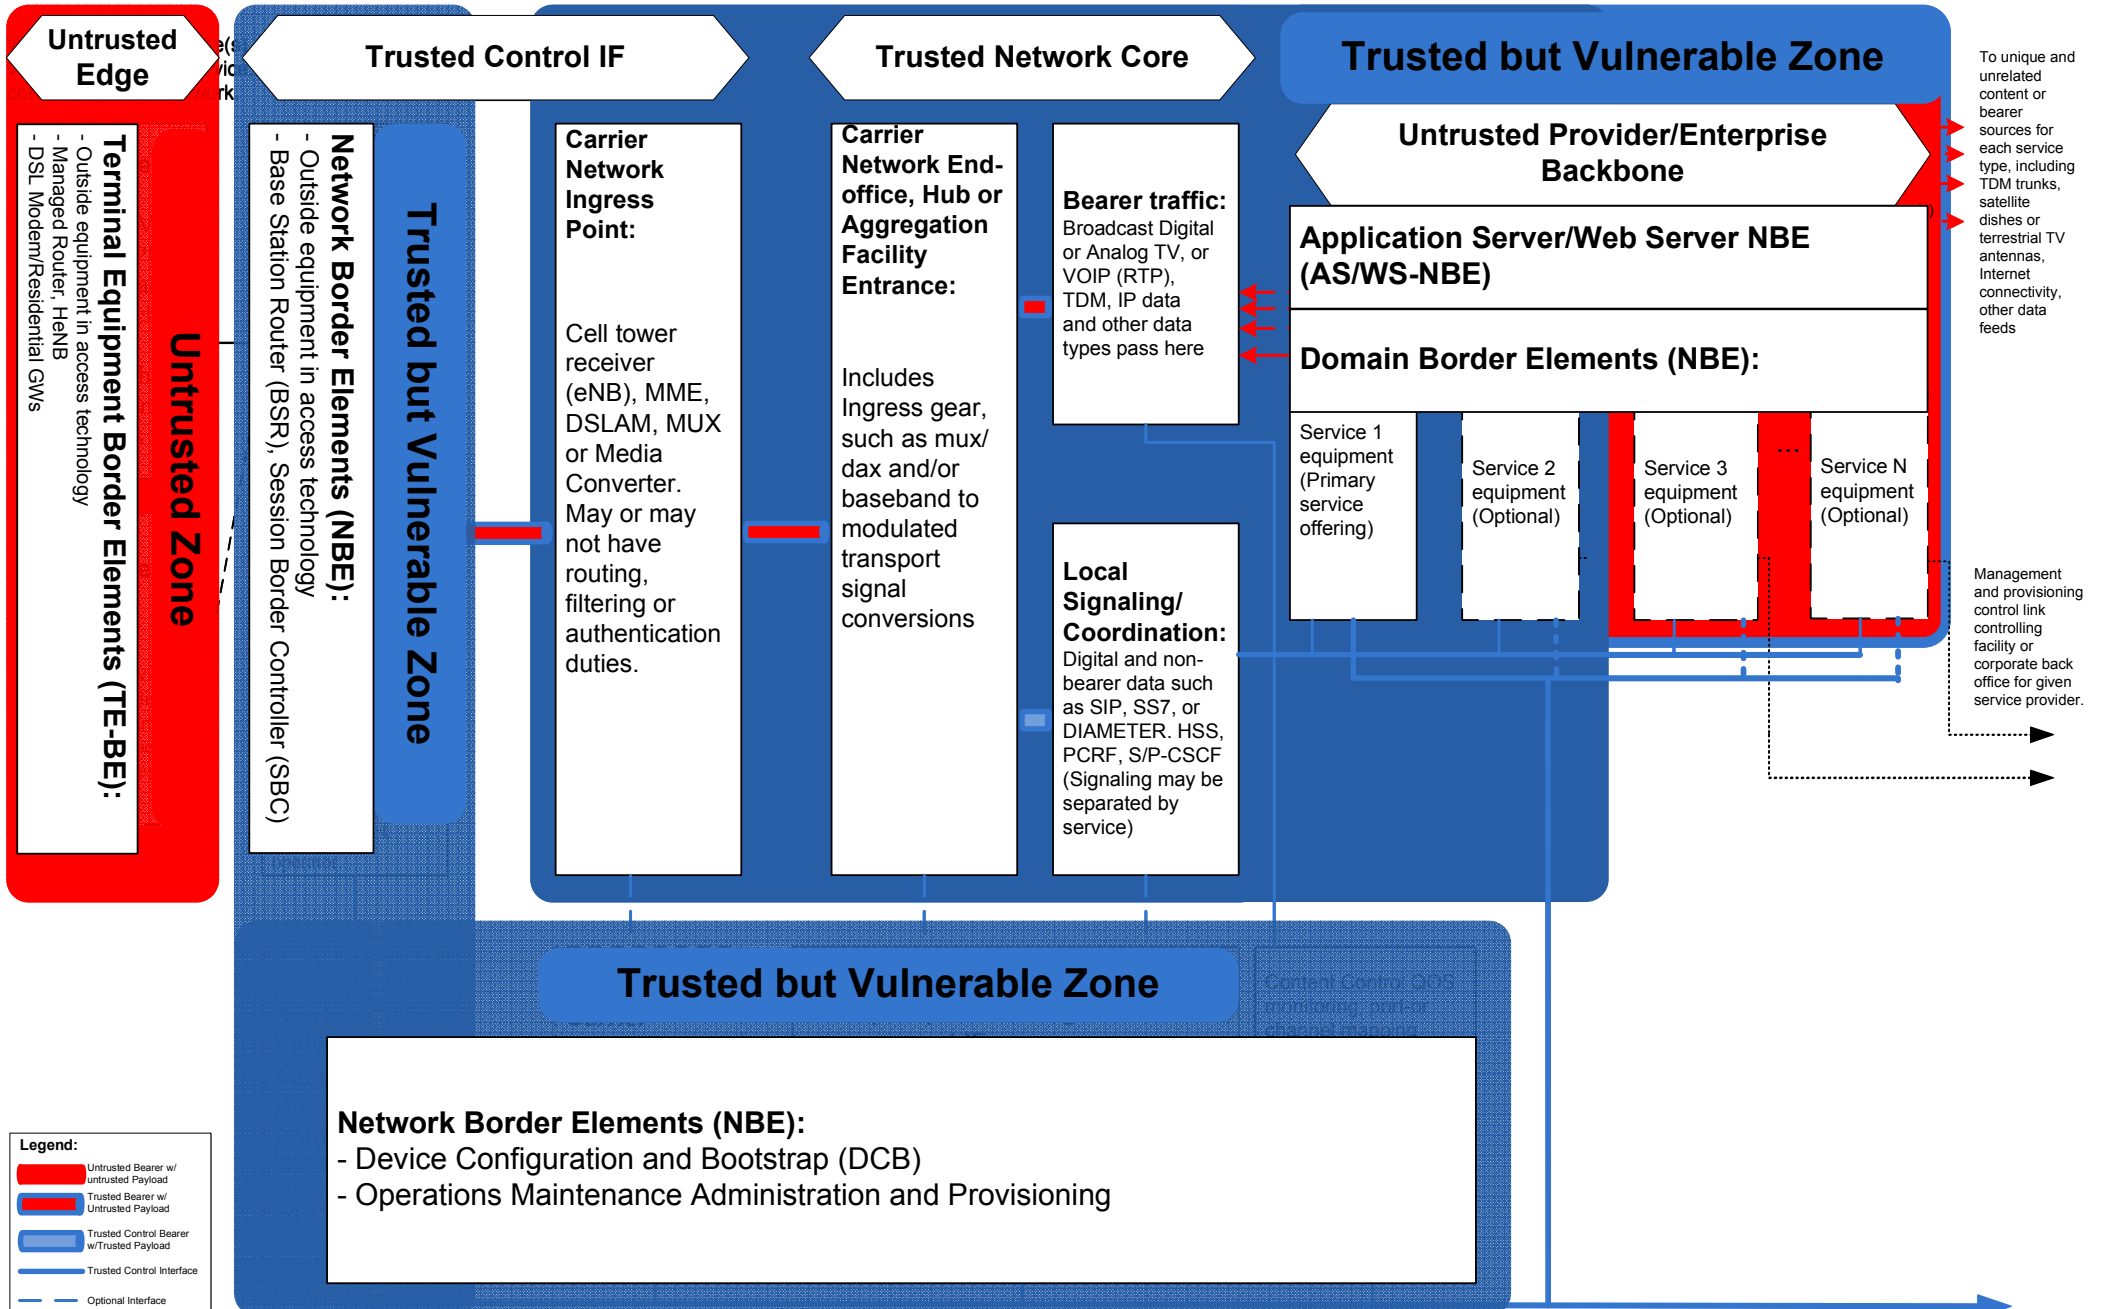 Untrusted
Edge
Trusted Control IF
Trusted Network Core
Trusted but Vulnerable Zone
To unique and
unrelated
content or
bearer
sources for
each service
type, including
TDM trunks,
satellite
dishes or
terrestrial TV
antennas,
Internet
connectivity,
other data
feeds
Untrusted Provider/Enterprise
Backbone
Terminal Equipment Border Elements (TE-BE):
- Outside equipment in access technology
- Managed Router, HeNB
- DSL Modem/Residential GWs
Untrusted Zone
Network Border Elements (NBE):
- Outside equipment in access technology
- Base Station Router (BSR), Session Border Controller (SBC)
Trusted but Vulnerable Zone
Carrier
Network
Ingress
Point:
Cell tower
receiver
(eNB), MME,
DSLAM, MUX
or Media
Converter.
May or may
not have
routing,
filtering or
authentication
duties.
Carrier
Network End-
office, Hub or
Aggregation
Facility
Entrance:
Includes
Ingress gear,
such as mux/
dax and/or
baseband to
modulated
transport
signal
conversions
Bearer traffic:
Broadcast Digital
or Analog TV, or
VOIP (RTP),
TDM, IP data
and other data
types pass here
Local
Signaling/
Coordination:
Digital and non-
bearer data such
as SIP, SS7, or
DIAMETER. HSS,
PCRF, S/P-CSCF
(Signaling may be
separated by
service)
Application Server/Web Server NBE
(AS/WS-NBE)
Domain Border Elements (NBE):
Service 1
equipment
(Primary
service
offering)
Service 2
equipment
(Optional)
Service 3
equipment
(Optional)
...
Service N
equipment
(Optional)
Management
and provisioning
control link
controlling
facility or
corporate back
office for given
service provider.
Trusted but Vulnerable Zone
Content Control QOS
monitoring, port or
channel mapping
Network Border Elements (NBE):
- Device Configuration and Bootstrap (DCB)
- Operations Maintenance Administration and Provisioning
Legend:
Untrusted Bearer w/
untrusted Payload
Trusted Bearer w/
Untrusted Payload
Trusted Control Bearer
w/Trusted Payload
Trusted Control Interface
Optional Interface